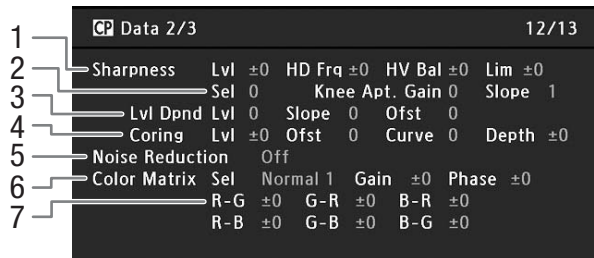 CP Data 2/3 12/13
1 Sharpness Lvl ±0 HD Frq ±0 HV Bal ±0 Lim ±0
2 Sel 0 Knee Apt. Gain 0 Slope 1
3 Lvl Dpnd Lvl 0 Slope 0 Ofst 0
4 Coring Lvl ±0 Ofst 0 Curve 0 Depth ±0
5 Noise Reduction Off
6 Color Matrix Sel Normal 1 Gain ±0 Phase ±0
7 R-G ±0 G-R ±0 B-R ±0
R-B ±0 G-B ±0 B-G ±0